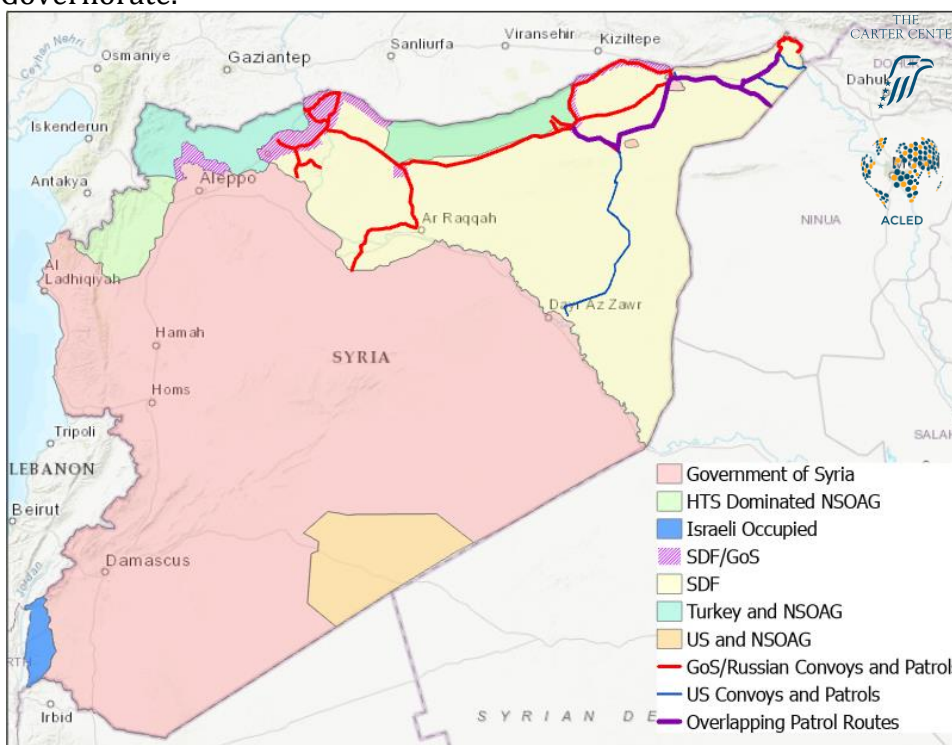 Governorate.
THE
CARTER CENTER
Ceyhan Nehri
Osmaniye
Gaziantep
Sanliurfa
Viransehir
Kiziltepe
DOHUK
Dahuk
Iskenderun
Antakya
Aleppo
ACLED
NINUA
Ar Raqqah
Al
Ladhiqiyah
Dayr Az Zawr
Hamah
SYRIA
Homs
Tripoli
SALAH
LEBANON
Beirut
Damascus
Jordan
Irbid
SYRIAN DE
Government of Syria
HTS Dominated NSOAG
Israeli Occupied
SDF/GoS
SDF
Turkey and NSOAG
US and NSOAG
GoS/Russian Convoys and Patrol
US Convoys and Patrols
Overlapping Patrol Routes